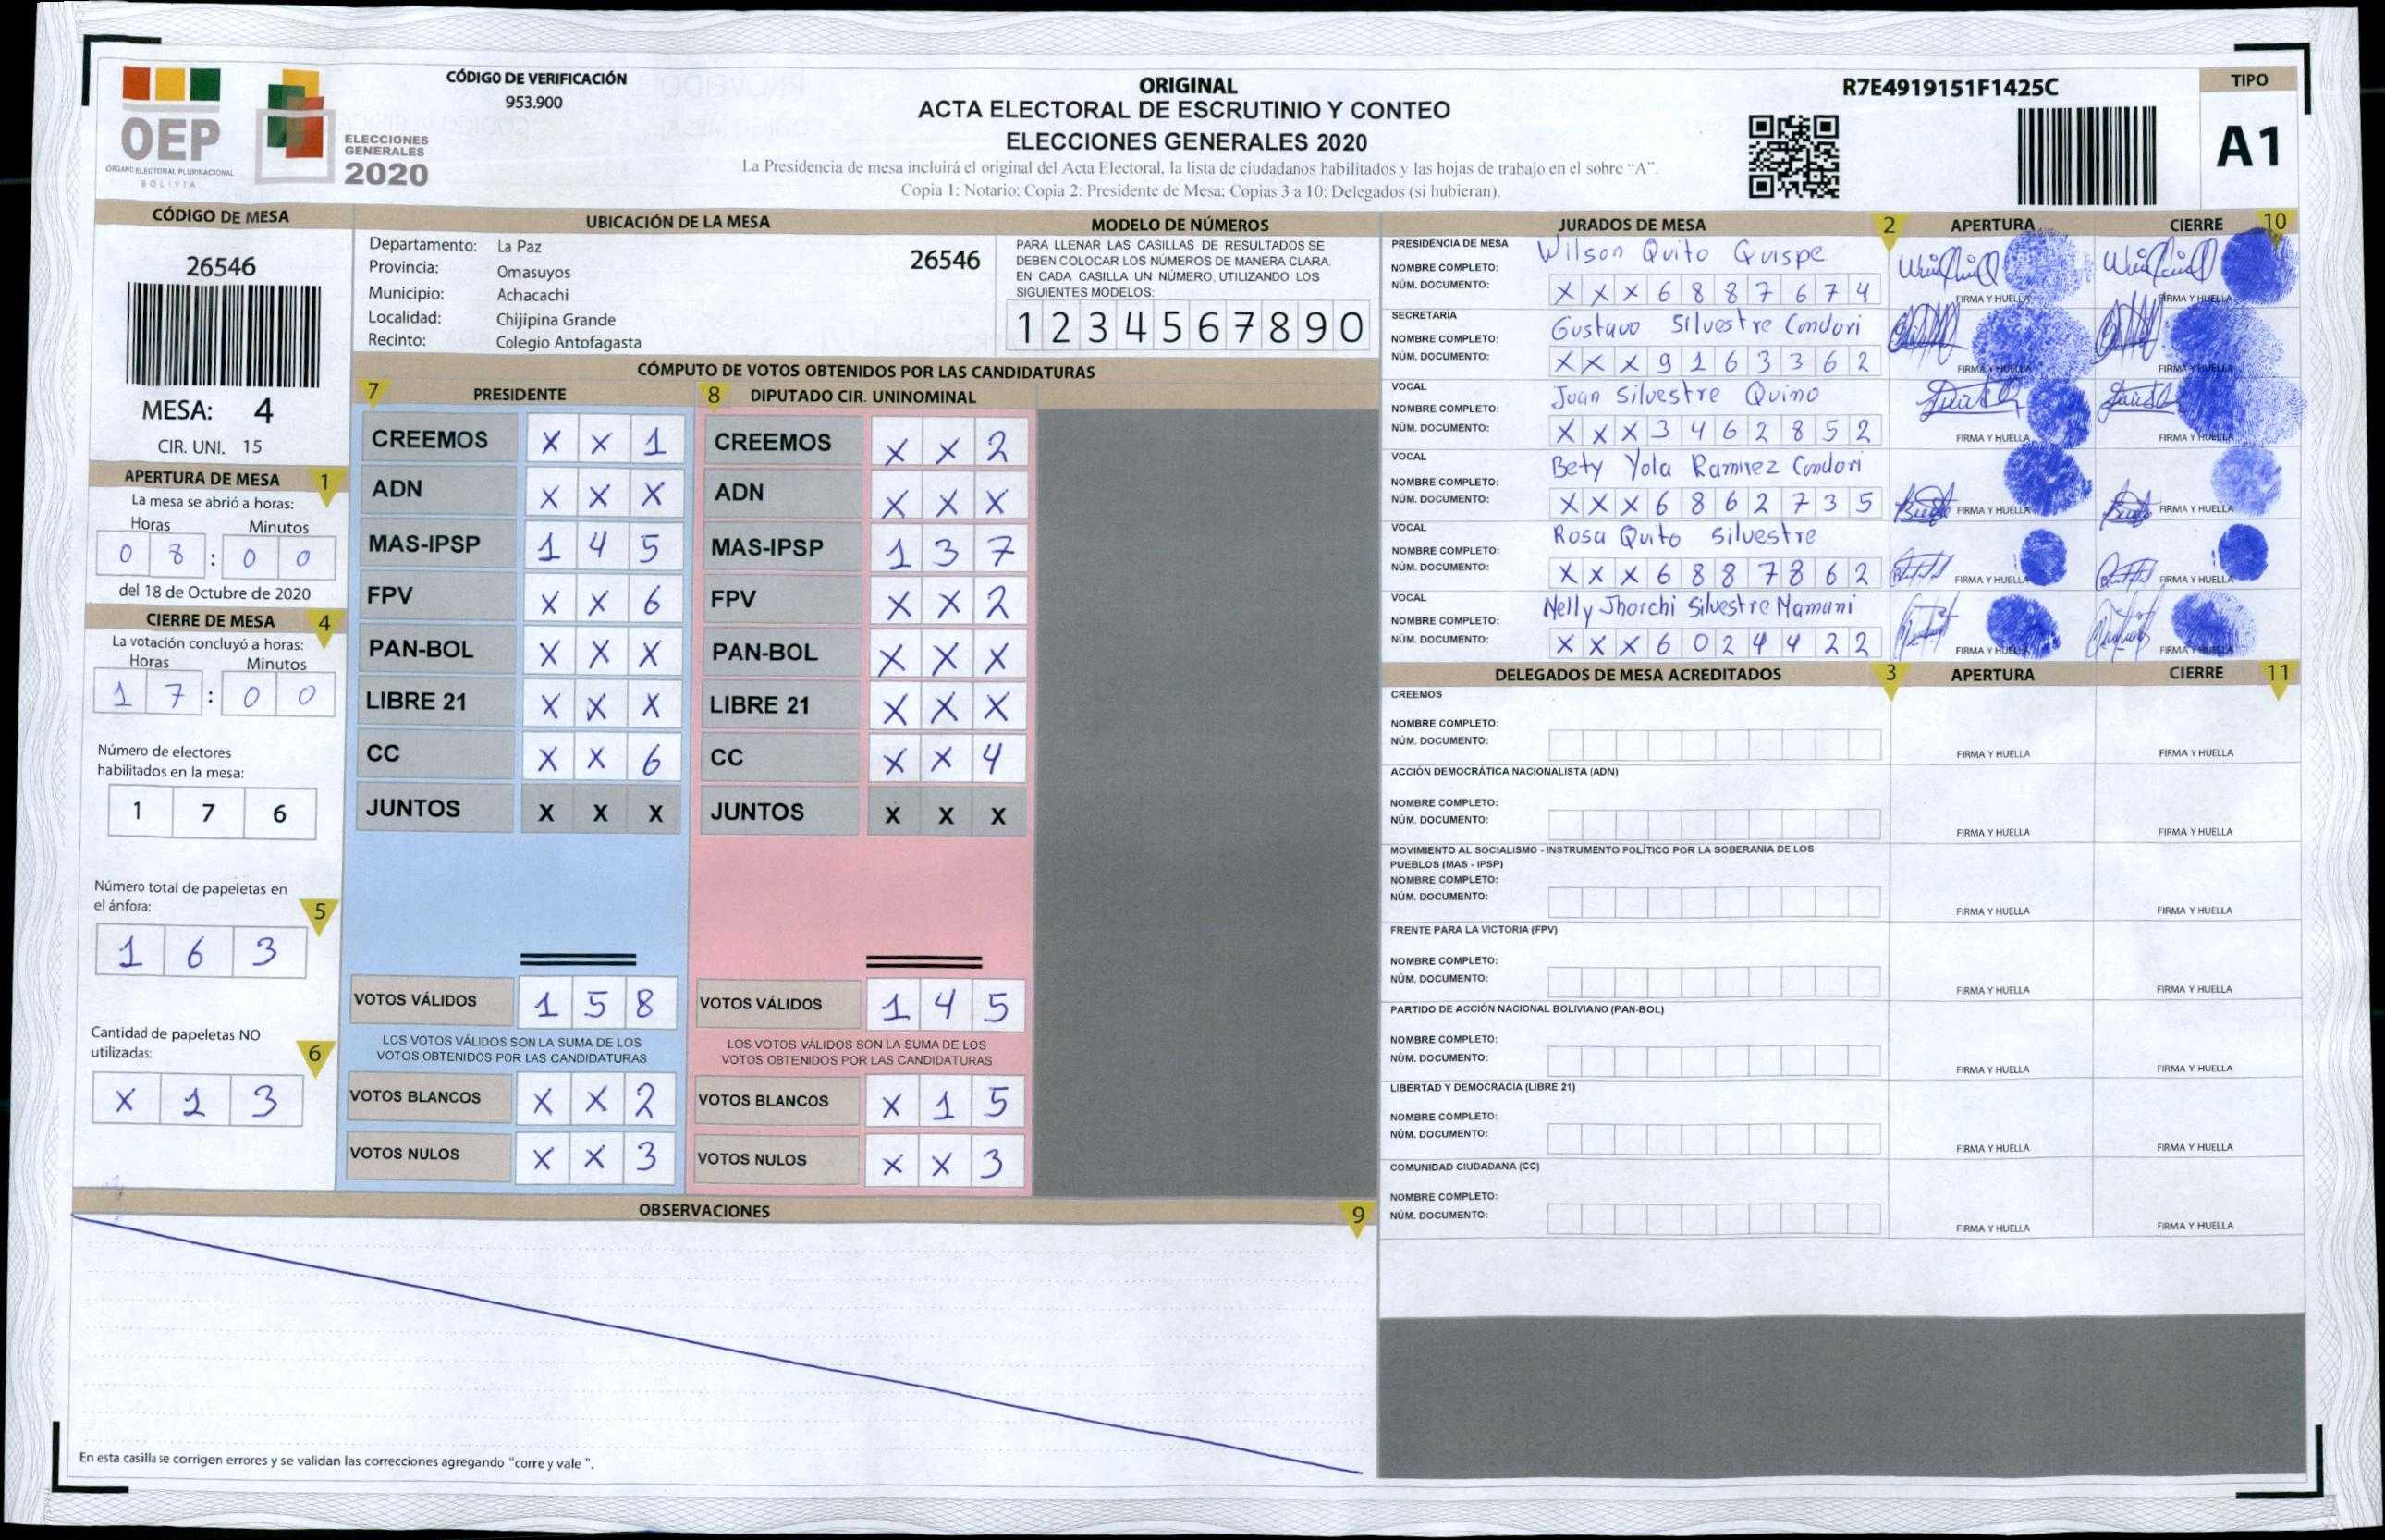 OEP
ÓRGANO ELECTORAL PLURINACIONAL
BOLIVIA
ELECCIONES
GENERALES
2020
CÓDIGO DE VERIFICACIÓN
953.900
ORIGINAL
ACTA ELECTORAL DE ESCRUTINIO Y CONTEO
ELECCIONES GENERALES 2020
La Presidencia de mesa incluirá el original del Acta Electoral, la lista de ciudadanos habilitados y las hojas de trabajo en el sobre “A”.
Copia 1: Notario: Copia 2: Presidente de Mesa: Copias 3 a 10: Delegados (si hubieran).
R7E4919151F1425C
TIPO
A1
CÓDIGO DE MESA
26546
MESA: 4
CIR. UNI. 15
APERTURA DE MESA 1
La mesa se abrió a horas:
Horas Minutos
0 8 : 0 0
del 18 de Octubre de 2020
CIERRE DE MESA 4
La votación concluyó a horas:
Horas Minutos
1 7 : 0 0
Número de electores
habilitados en la mesa:
1 7 6
Número total de papeletas en
el ánfora: 5
1 6 3
Cantidad de papeletas NO
utilizadas: 6
X 1 3
UBICACIÓN DE LA MESA
Departamento: La Paz 26546
Provincia: Omasuyos
Municipio: Achacachi
Localidad: Chijipina Grande
Recinto: Colegio Antofagasta
MODELO DE NÚMEROS
PARA LLENAR LAS CASILLAS DE RESULTADOS SE
DEBEN COLOCAR LOS NÚMEROS DE MANERA CLARA.
EN CADA CASILLA UN NÚMERO, UTILIZANDO LOS
SIGUIENTES MODELOS:
1 2 3 4 5 6 7 8 9 0
CÓMPUTO DE VOTOS OBTENIDOS POR LAS CANDIDATURAS
7 PRESIDENTE 8 DIPUTADO CIR. UNINOMINAL
CREEMOS X X 1 CREEMOS X X 2
ADN X X X ADN X X X
MAS-IPSP 1 4 5 MAS-IPSP 1 3 7
FPV X X 6 FPV X X 2
PAN-BOL X X X PAN-BOL X X X
LIBRE 21 X X X LIBRE 21 X X X
CC X X 6 CC X X 4
JUNTOS X X X JUNTOS X X X
VOTOS VÁLIDOS 1 5 8 VOTOS VÁLIDOS 1 4 5
LOS VOTOS VÁLIDOS SON LA SUMA DE LOS LOS VOTOS VÁLIDOS SON LA SUMA DE LOS
VOTOS OBTENIDOS POR LAS CANDIDATURAS VOTOS OBTENIDOS POR LAS CANDIDATURAS
VOTOS BLANCOS X X 2 VOTOS BLANCOS X 1 5
VOTOS NULOS X X 3 VOTOS NULOS X X 3
OBSERVACIONES 9
En esta casilla se corrigen errores y se validan las correcciones agregando "corre y vale ".
JURADOS DE MESA 2 APERTURA CIERRE 10
PRESIDENCIA DE MESA
NOMBRE COMPLETO: Wilson Quito Quispe
NÚM. DOCUMENTO: X X X 6 8 8 7 6 7 4
FIRMA Y HUELLA FIRMA Y HUELLA
SECRETARÍA
NOMBRE COMPLETO: Gustavo Silvestre Condori
NÚM. DOCUMENTO: X X X 9 1 6 3 3 6 2
FIRMA Y HUELLA FIRMA Y HUELLA
VOCAL
NOMBRE COMPLETO: Juan Silvestre Quino
NÚM. DOCUMENTO: X X X 3 4 6 2 8 5 2
FIRMA Y HUELLA FIRMA Y HUELLA
VOCAL
NOMBRE COMPLETO: Bety Yola Ramirez Condori
NÚM. DOCUMENTO: X X X 6 8 6 2 7 3 5
FIRMA Y HUELLA FIRMA Y HUELLA
VOCAL
NOMBRE COMPLETO: Rosa Quito Silvestre
NÚM. DOCUMENTO: X X X 6 8 8 7 8 6 2
FIRMA Y HUELLA FIRMA Y HUELLA
VOCAL
NOMBRE COMPLETO: Nelly Jhorchi Silvestre Mamani
NÚM. DOCUMENTO: X X X 6 0 2 4 4 2 2
FIRMA Y HUELLA FIRMA Y HUELLA
DELEGADOS DE MESA ACREDITADOS 3 APERTURA CIERRE 11
CREEMOS
NOMBRE COMPLETO:
NÚM. DOCUMENTO:
FIRMA Y HUELLA FIRMA Y HUELLA
ACCIÓN DEMOCRÁTICA NACIONALISTA (ADN)
NOMBRE COMPLETO:
NÚM. DOCUMENTO:
FIRMA Y HUELLA FIRMA Y HUELLA
MOVIMIENTO AL SOCIALISMO - INSTRUMENTO POLÍTICO POR LA SOBERANIA DE LOS
PUEBLOS (MAS - IPSP)
NOMBRE COMPLETO:
NÚM. DOCUMENTO:
FIRMA Y HUELLA FIRMA Y HUELLA
FRENTE PARA LA VICTORIA (FPV)
NOMBRE COMPLETO:
NÚM. DOCUMENTO:
FIRMA Y HUELLA FIRMA Y HUELLA
PARTIDO DE ACCIÓN NACIONAL BOLIVIANO (PAN-BOL)
NOMBRE COMPLETO:
NÚM. DOCUMENTO:
FIRMA Y HUELLA FIRMA Y HUELLA
LIBERTAD Y DEMOCRACIA (LIBRE 21)
NOMBRE COMPLETO:
NÚM. DOCUMENTO:
FIRMA Y HUELLA FIRMA Y HUELLA
COMUNIDAD CIUDADANA (CC)
NOMBRE COMPLETO:
NÚM. DOCUMENTO:
FIRMA Y HUELLA FIRMA Y HUELLA